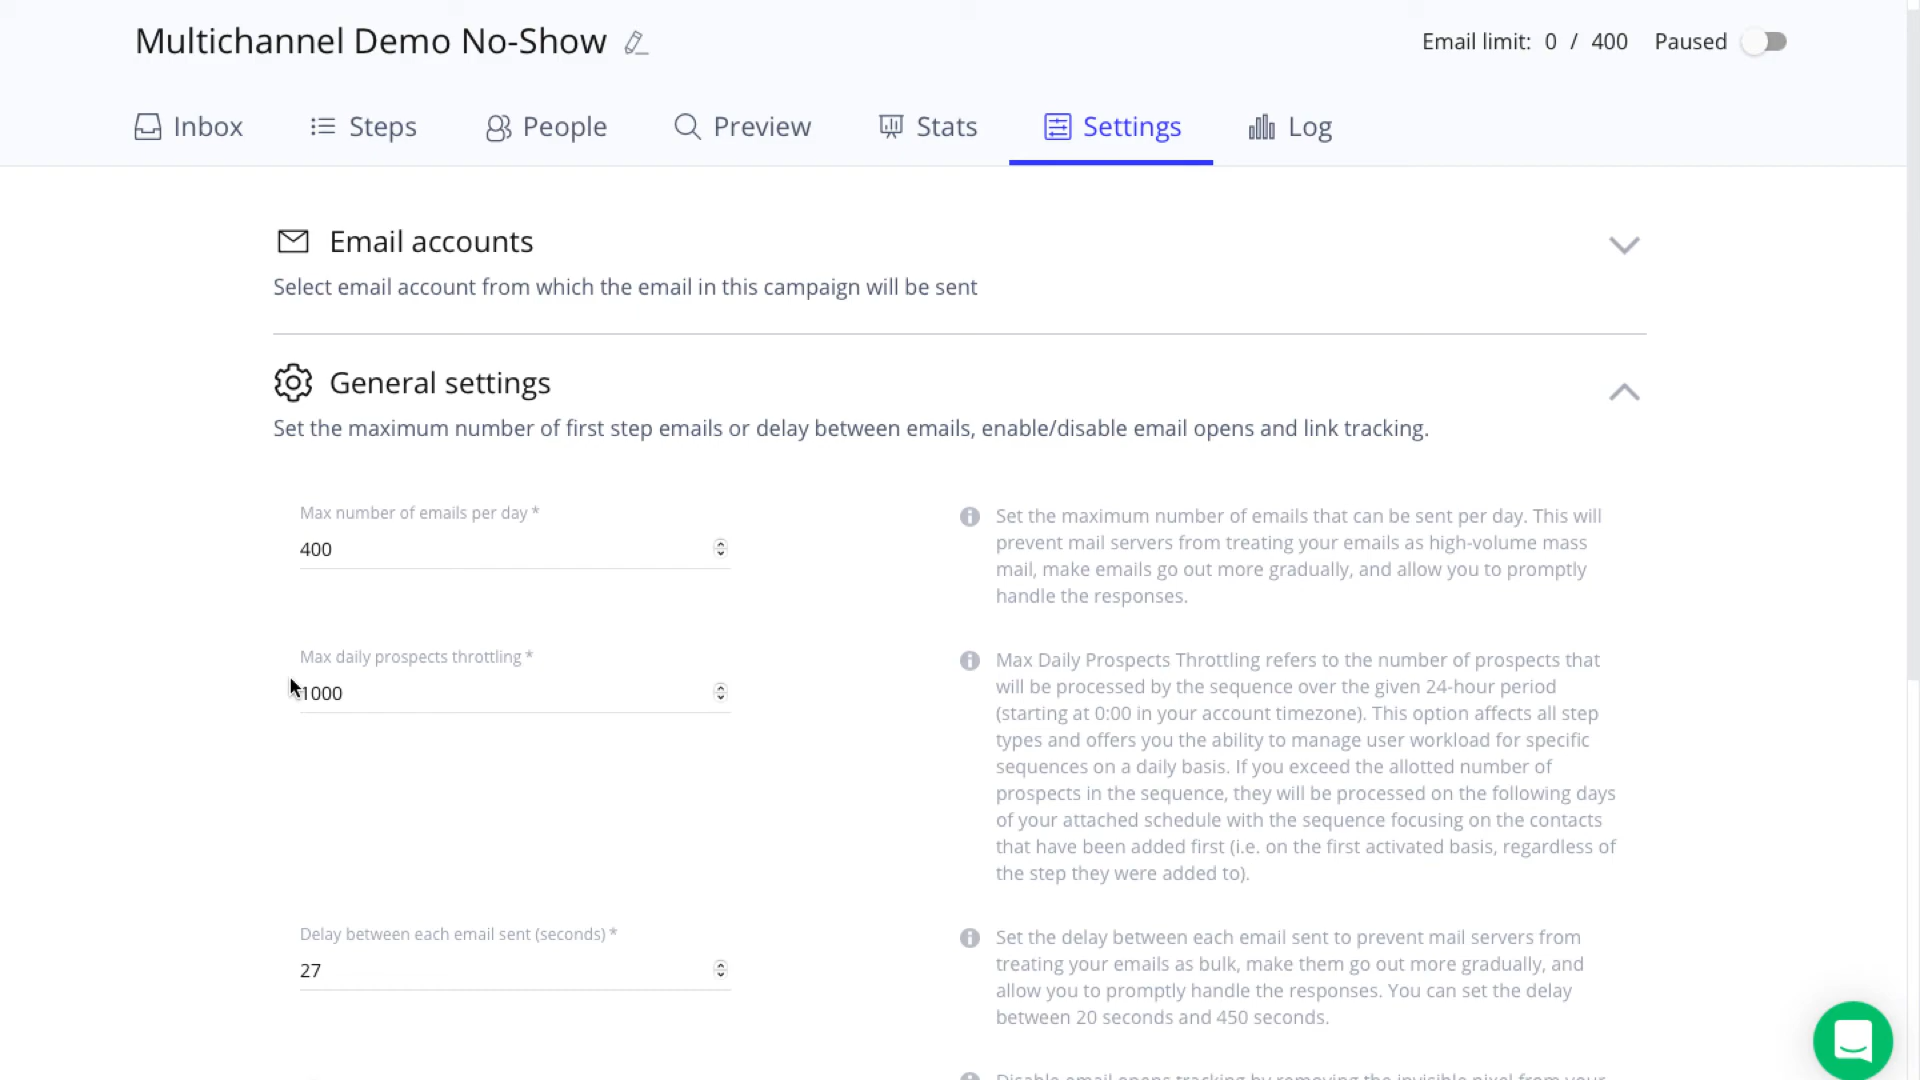 Multichannel Demo No-Show
Email limit: 0 / 400 Paused
Inbox Steps People Preview Stats Settings Log
Email accounts
Select email account from which the email in this campaign will be sent
General settings
Set the maximum number of first step emails or delay between emails, enable/disable email opens and link tracking.
Max number of emails per day *
400
Set the maximum number of emails that can be sent per day. This will
prevent mail servers from treating your emails as high-volume mass
mail, make emails go out more gradually, and allow you to promptly
handle the responses.
Max daily prospects throttling *
1000
Max Daily Prospects Throttling refers to the number of prospects that
will be processed by the sequence over the given 24-hour period
(starting at 0:00 in your account timezone). This option affects all step
types and offers you the ability to manage user workload for specific
sequences on a daily basis. If you exceed the allotted number of
prospects in the sequence, they will be processed on the following days
of your attached schedule with the sequence focusing on the contacts
that have been added first (i.e. on the first activated basis, regardless of
the step they were added to).
Delay between each email sent (seconds) *
27
Set the delay between each email sent to prevent mail servers from
treating your emails as bulk, make them go out more gradually, and
allow you to promptly handle the responses. You can set the delay
between 20 seconds and 450 seconds.
Disable email opens tracking by removing the invisible pixel from your